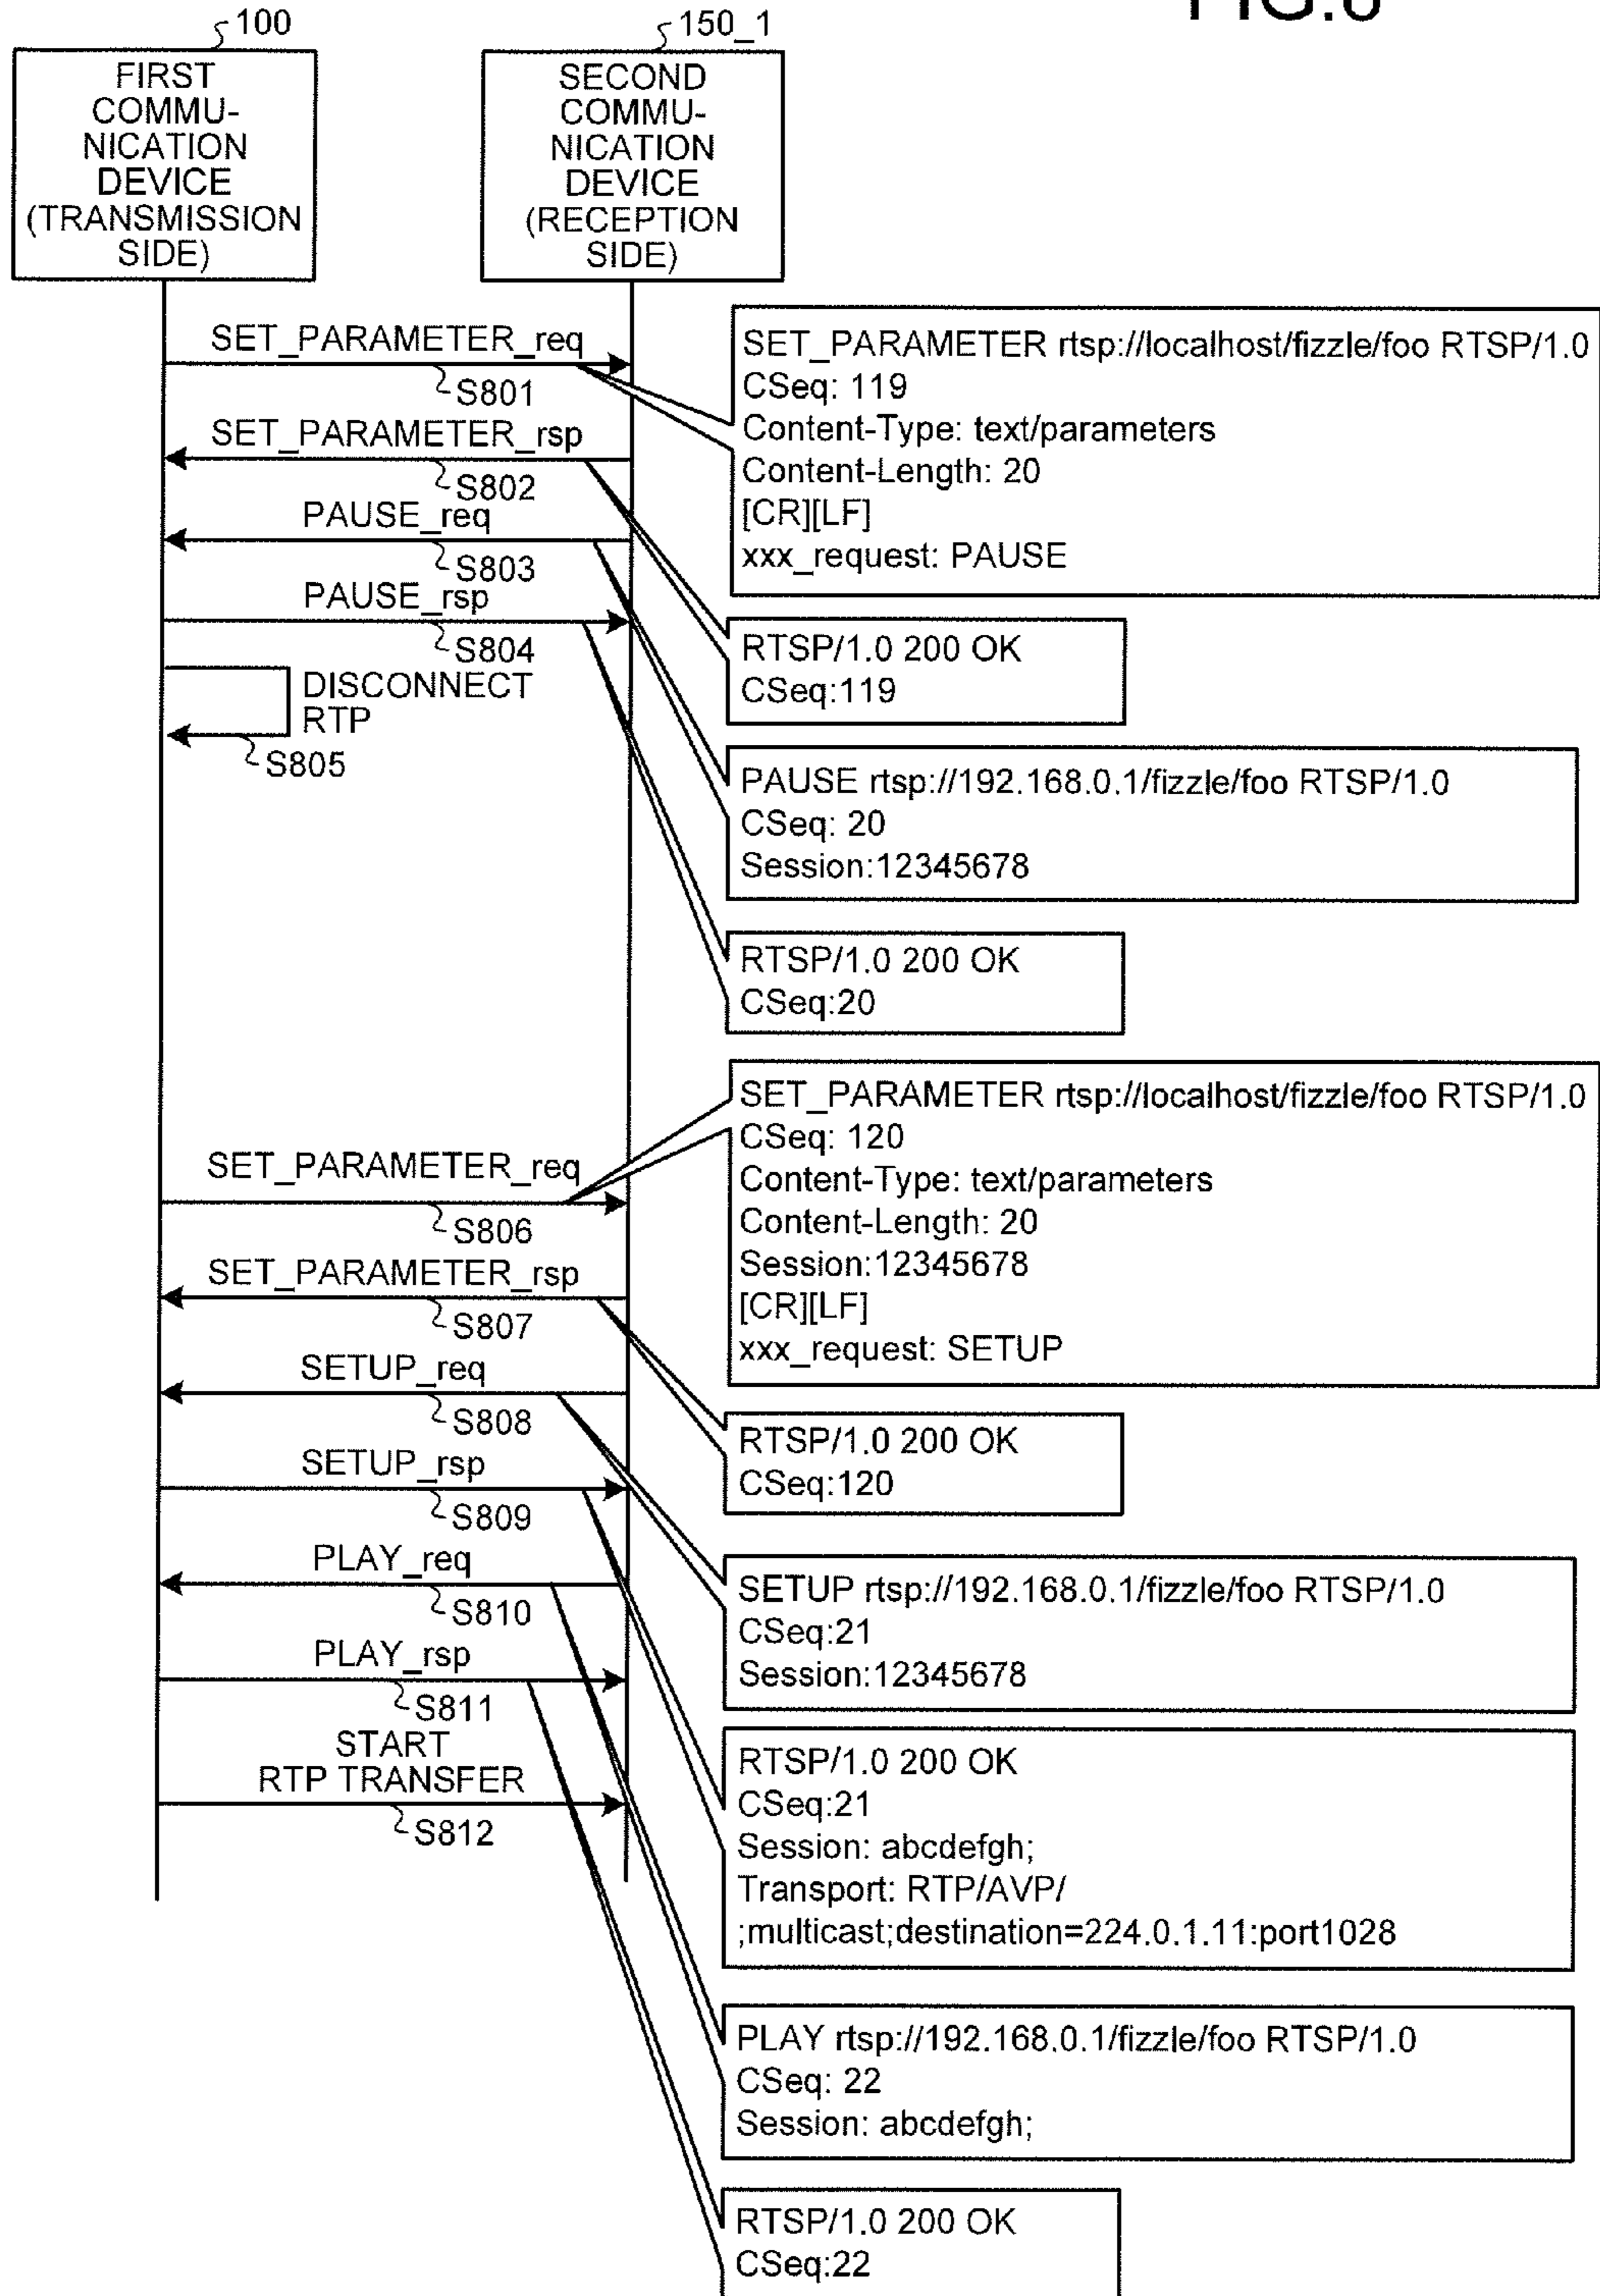 FIG.8
100
150_1
FIRST
COMMU-
NICATION
DEVICE
(TRANSMISSION
SIDE)
SECOND
COMMU-
NICATION
DEVICE
(RECEPTION
SIDE)
SET_PARAMETER_req
S801
SET_PARAMETER rtsp://localhost/fizzle/foo RTSP/1.0
CSeq: 119
Content-Type: text/parameters
Content-Length: 20
[CR][LF]
xxx_request: PAUSE
SET_PARAMETER_rsp
S802
RTSP/1.0 200 OK
CSeq:119
PAUSE_req
S803
PAUSE rtsp://192.168.0.1/fizzle/foo RTSP/1.0
CSeq: 20
Session:12345678
PAUSE_rsp
S804
RTSP/1.0 200 OK
CSeq:20
DISCONNECT
RTP
S805
SET_PARAMETER_req
S806
SET_PARAMETER rtsp://localhost/fizzle/foo RTSP/1.0
CSeq: 120
Content-Type: text/parameters
Content-Length: 20
Session:12345678
[CR][LF]
xxx_request: SETUP
SET_PARAMETER_rsp
S807
RTSP/1.0 200 OK
CSeq:120
SETUP_req
S808
SETUP rtsp://192.168.0.1/fizzle/foo RTSP/1.0
CSeq:21
Session:12345678
SETUP_rsp
S809
RTSP/1.0 200 OK
CSeq:21
Session: abcdefgh;
Transport: RTP/AVP/
;multicast;destination=224.0.1.11:port1028
PLAY_req
S810
PLAY rtsp://192.168.0.1/fizzle/foo RTSP/1.0
CSeq: 22
Session: abcdefgh;
PLAY_rsp
S811
RTSP/1.0 200 OK
CSeq:22
START
RTP TRANSFER
S812